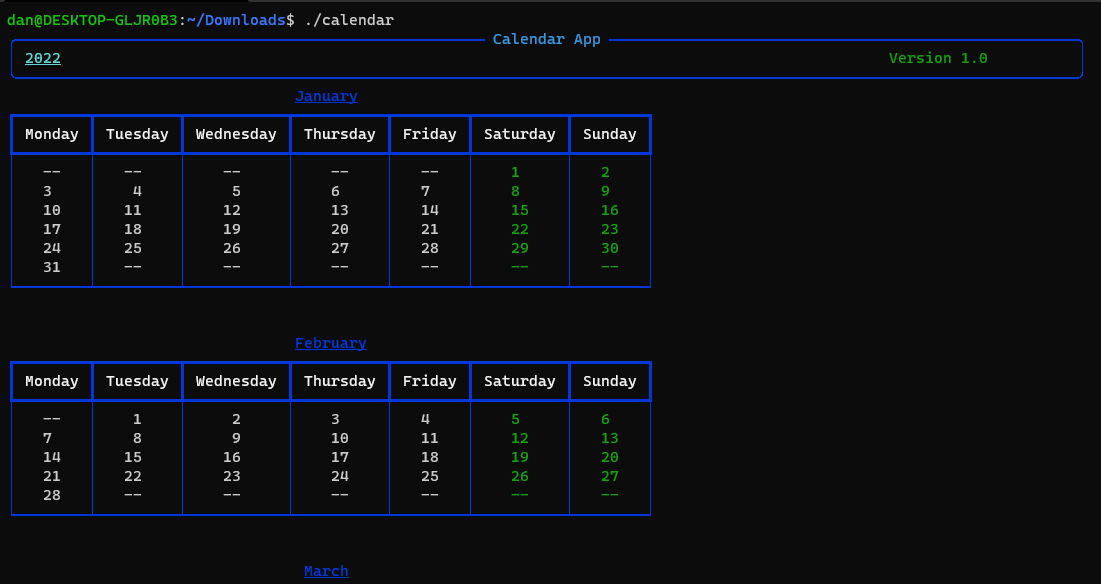 dan@DESKTOP-GLJR0B3:~/Downloads$ ./calendar
Calendar App
2022 Version 1.0
January
Monday Tuesday Wednesday Thursday Friday Saturday Sunday
-- -- -- -- -- 1 2
3 4 5 6 7 8 9
10 11 12 13 14 15 16
17 18 19 20 21 22 23
24 25 26 27 28 29 30
31 -- -- -- -- -- --
February
Monday Tuesday Wednesday Thursday Friday Saturday Sunday
-- 1 2 3 4 5 6
7 8 9 10 11 12 13
14 15 16 17 18 19 20
21 22 23 24 25 26 27
28 -- -- -- -- -- --
March